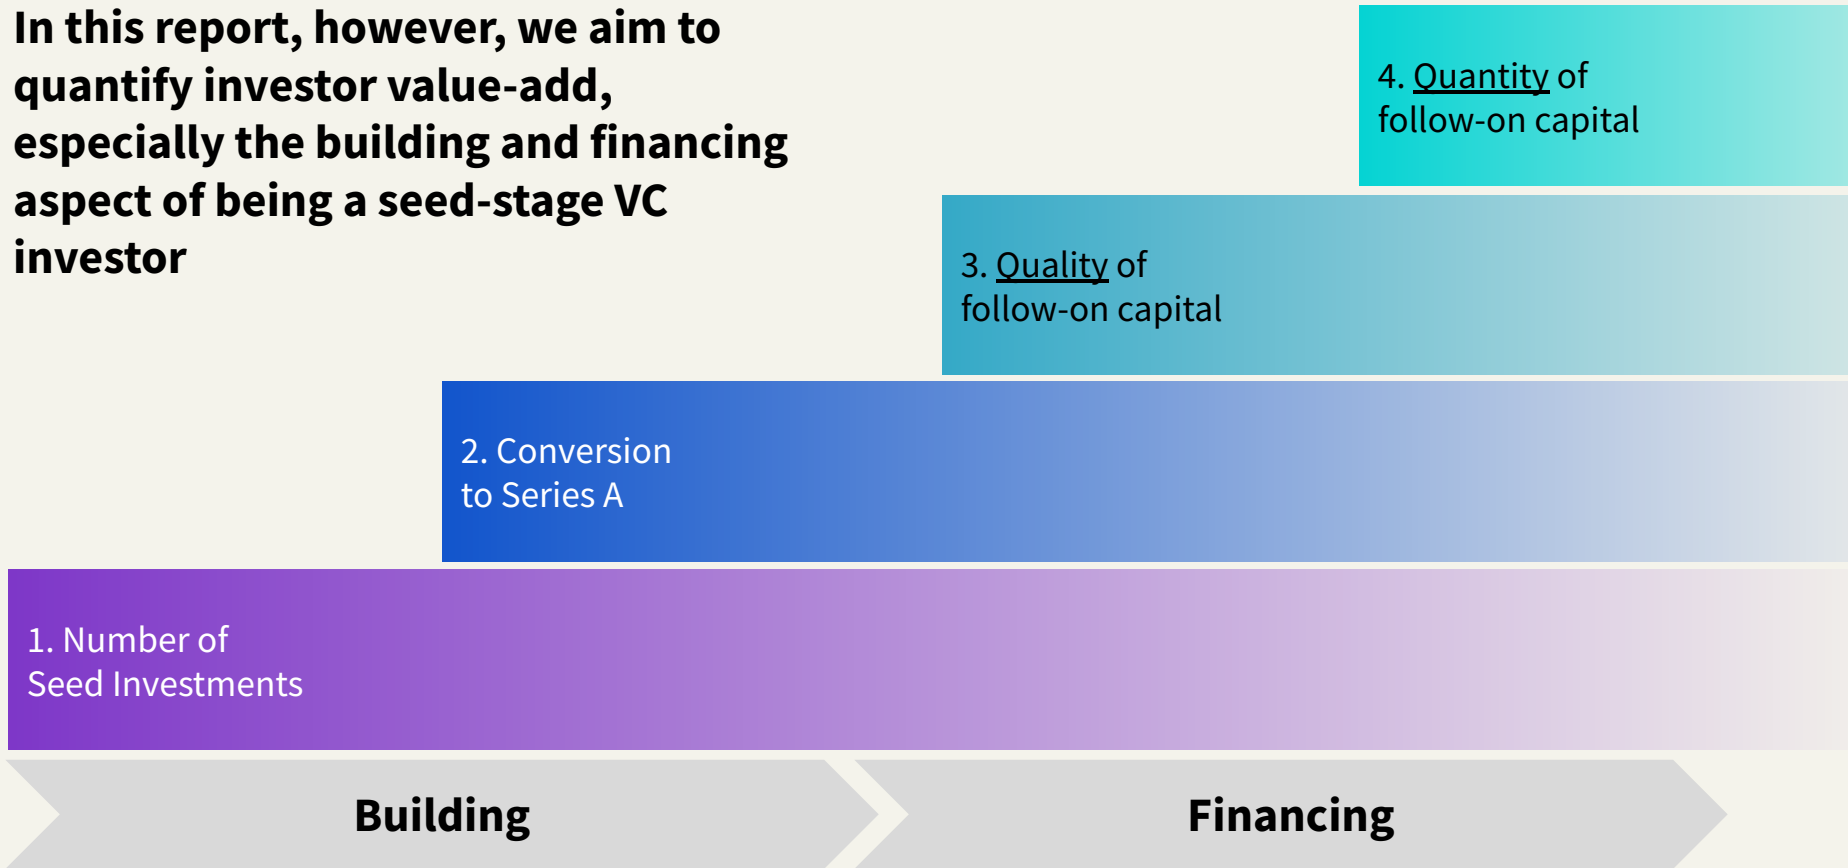 In this report, however, we aim to
quantify investor value-add,
especially the building and financing
aspect of being a seed-stage VC
investor
4. Quantity of
follow-on capital
3. Quality of
follow-on capital
2. Conversion
to Series A
1. Number of
Seed Investments
Building
Financing